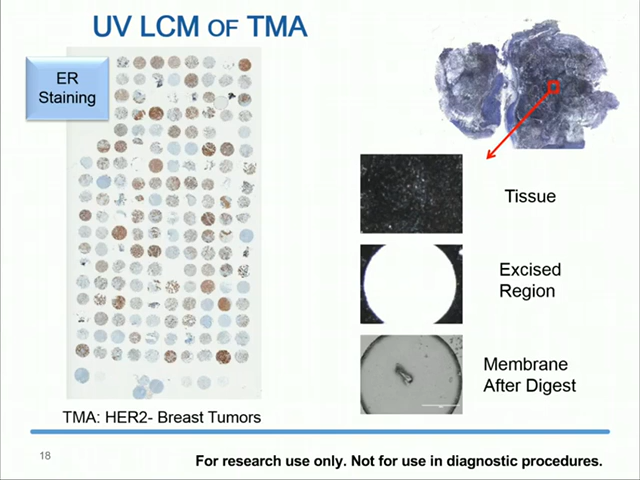 UV LCM OF TMA
ER
Staining
Tissue
Excised
Region
Membrane
After Digest
TMA: HER2- Breast Tumors
18
For research use only. Not for use in diagnostic procedures.